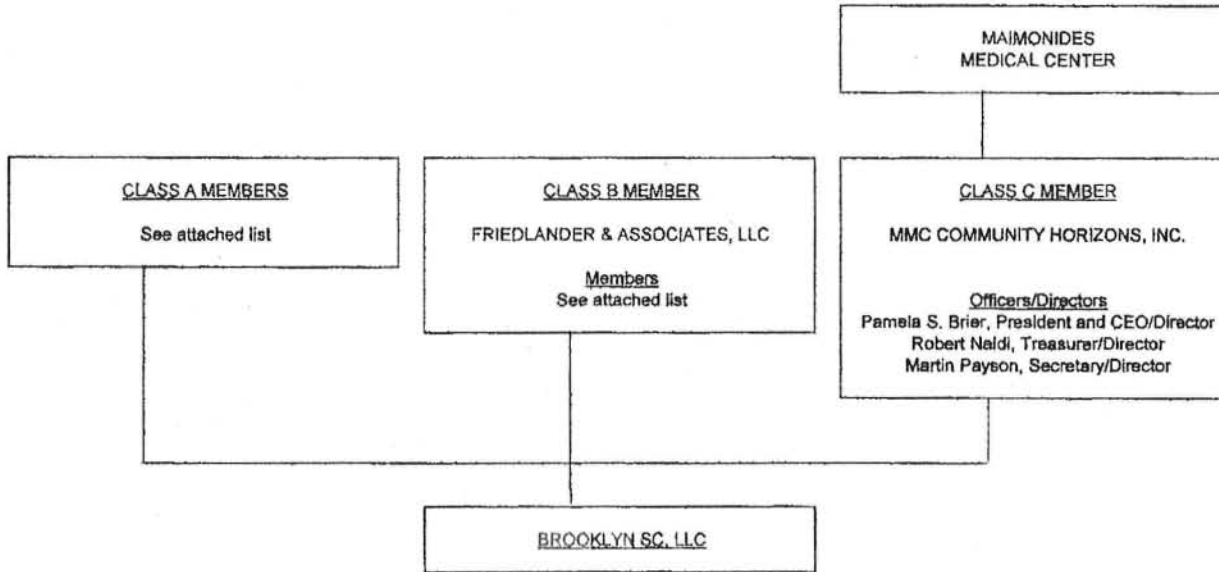 MAIMONIDES
MEDICAL CENTER
CLASS A MEMBERS
See attached list
CLASS B MEMBER
FRIEDLANDER & ASSOCIATES, LLC
Members
See attached list
CLASS C MEMBER
MMC COMMUNITY HORIZONS, INC.
Officers/Directors
Pamela S. Brier, President and CEO/Director
Robert Naldi, Treasurer/Director
Martin Payson, Secretary/Director
BROOKLYN SC, LLC